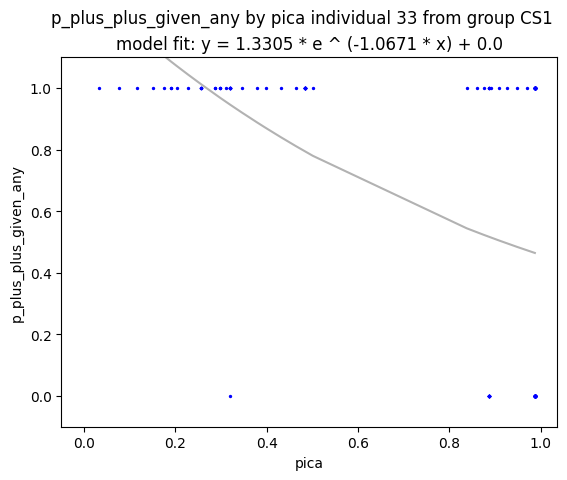 p_plus_plus_given_any by pica individual 33 from group CS1
model fit: y = 1.3305 * e ^ (-1.0671 * x) + 0.0
1.0
0.8
0.6
0.4
0.2
0.0
p_plus_plus_given_any
0.0 0.2 0.4 0.6 0.8 1.0
pica